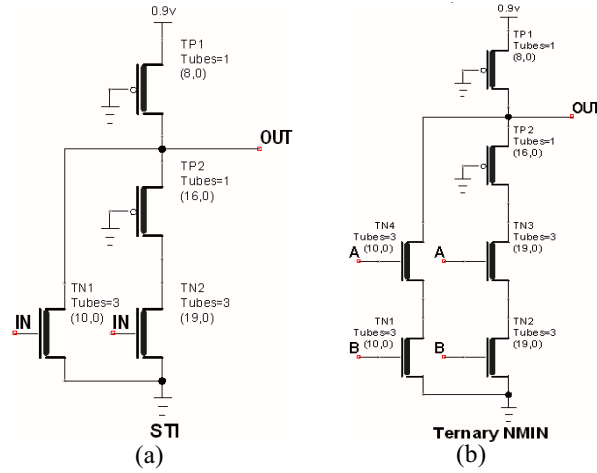 0.9v
TP1
Tubes=1
(8,0)
OUT
TP2
Tubes=1
(16,0)
TN1
Tubes=3
(10,0)
IN
TN2
Tubes=3
(19,0)
IN
STI
(a)
0.9v
TP1
Tubes=1
(8,0)
OUT
TP2
Tubes=1
(16,0)
TN4
Tubes=3
(10,0)
A
TN3
Tubes=3
(19,0)
A
TN1
Tubes=3
(10,0)
B
TN2
Tubes=3
(19,0)
B
Ternary NMIN
(b)